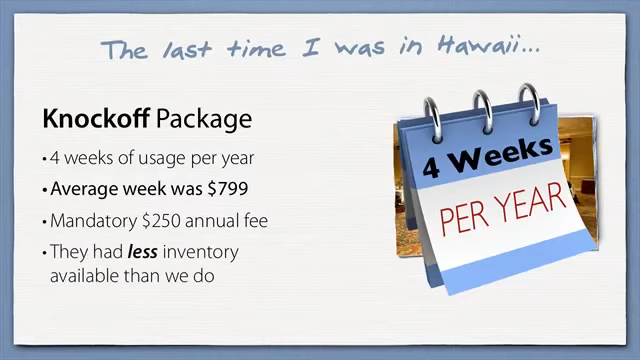 The last time I was in Hawaii...
Knockoff Package
• 4 weeks of usage per year
• Average week was $799
• Mandatory $250 annual fee
• They had less inventory
available than we do
4 Weeks
PER YEAR